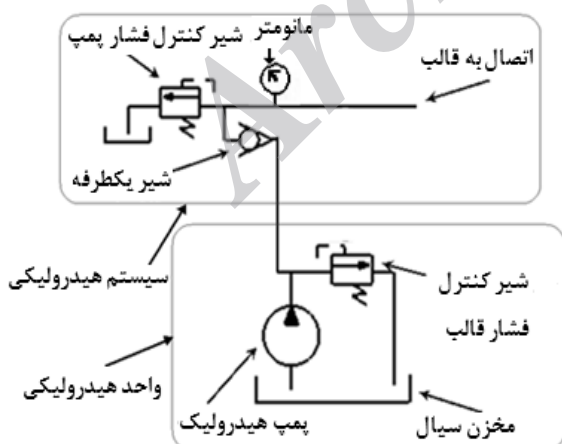 شیر کنترل فشار پمپ
مانومتر
اتصال به قالب
شیر یکطرفه
سیستم هیدرولیکی
شیر کنترل
فشار قالب
واحد هیدرولیکی
پمپ هیدرولیک
مخزن سیال